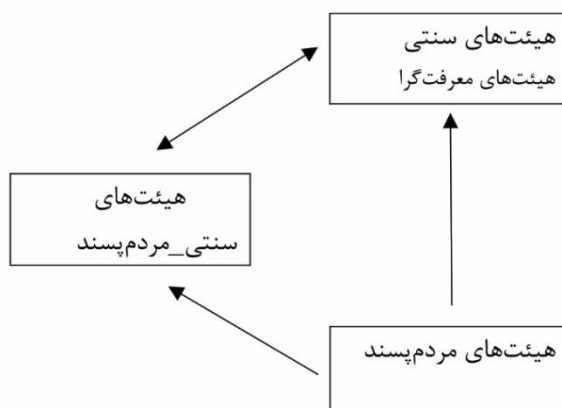 هیئت‌های سنتی
هیئت‌های معرفت‌گرا
هیئت‌های
سنتی_مردم‌پسند
هیئت‌های مردم‌پسند